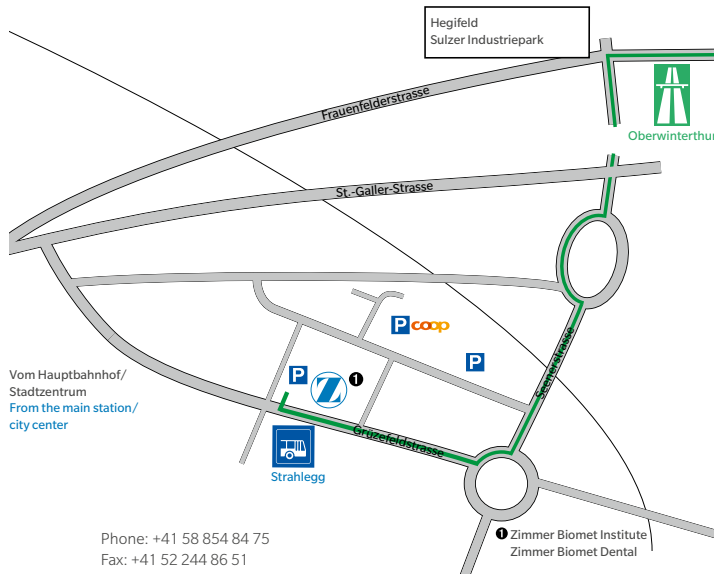 Hegifeld
Sulzer Industriepark
Frauenfelderstrasse
Oberwinterthur
St.-Galler-Strasse
P coop
P
Seenerstrasse
Vom Hauptbahnhof/
Stadtzentrum
From the main station/
city center
P
Z
1
Grüzefeldstrasse
Strahlegg
1 Zimmer Biomet Institute
Zimmer Biomet Dental
Phone: +41 58 854 84 75
Fax: +41 52 244 86 51